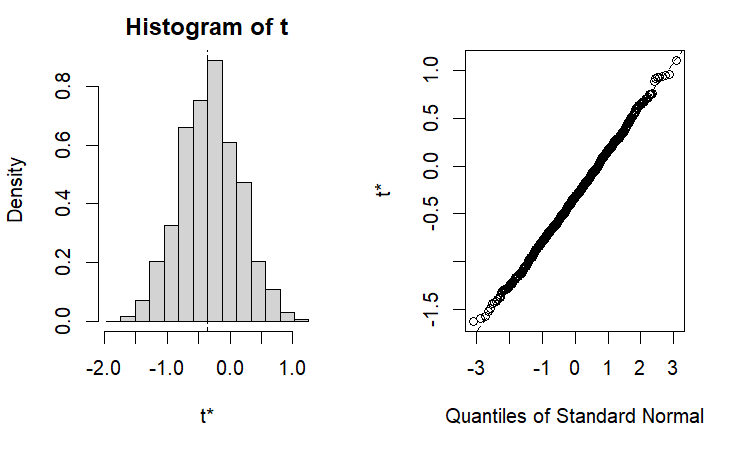 Histogram of t
Density
0.0 0.2 0.4 0.6 0.8
-2.0 -1.0 0.0 1.0
t*
t*
-1.5 -0.5 0.0 0.5 1.0
-3 -1 0 1 2 3
Quantiles of Standard Normal